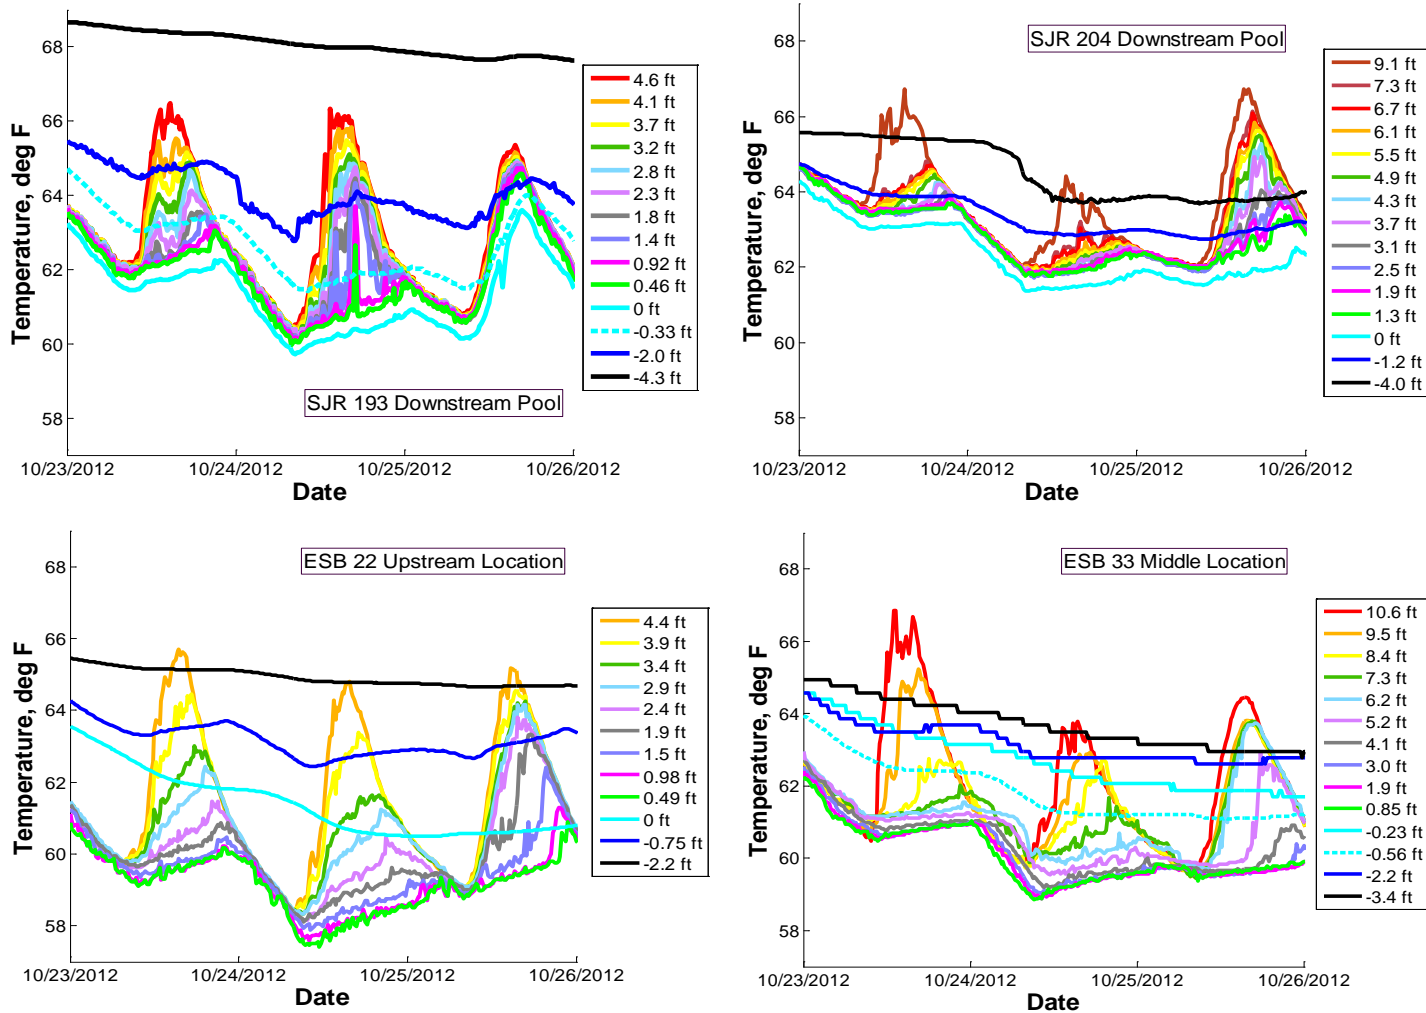 SJR 193 Downstream Pool
Temperature, deg F
68
66
64
62
60
58
10/23/2012
10/24/2012
10/25/2012
10/26/2012
Date
4.6 ft
4.1 ft
3.7 ft
3.2 ft
2.8 ft
2.3 ft
1.8 ft
1.4 ft
0.92 ft
0.46 ft
0 ft
-0.33 ft
-2.0 ft
-4.3 ft
SJR 204 Downstream Pool
Temperature, deg F
68
66
64
62
60
58
10/23/2012
10/24/2012
10/25/2012
10/26/2012
Date
9.1 ft
7.3 ft
6.7 ft
6.1 ft
5.5 ft
4.9 ft
4.3 ft
3.7 ft
3.1 ft
2.5 ft
1.9 ft
1.3 ft
0 ft
-1.2 ft
-4.0 ft
ESB 22 Upstream Location
Temperature, deg F
68
66
64
62
60
58
10/23/2012
10/24/2012
10/25/2012
10/26/2012
Date
4.4 ft
3.9 ft
3.4 ft
2.9 ft
2.4 ft
1.9 ft
1.5 ft
0.98 ft
0.49 ft
0 ft
-0.75 ft
-2.2 ft
ESB 33 Middle Location
Temperature, deg F
68
66
64
62
60
58
10/23/2012
10/24/2012
10/25/2012
10/26/2012
Date
10.6 ft
9.5 ft
8.4 ft
7.3 ft
6.2 ft
5.2 ft
4.1 ft
3.0 ft
1.9 ft
0.85 ft
-0.23 ft
-0.56 ft
-2.2 ft
-3.4 ft